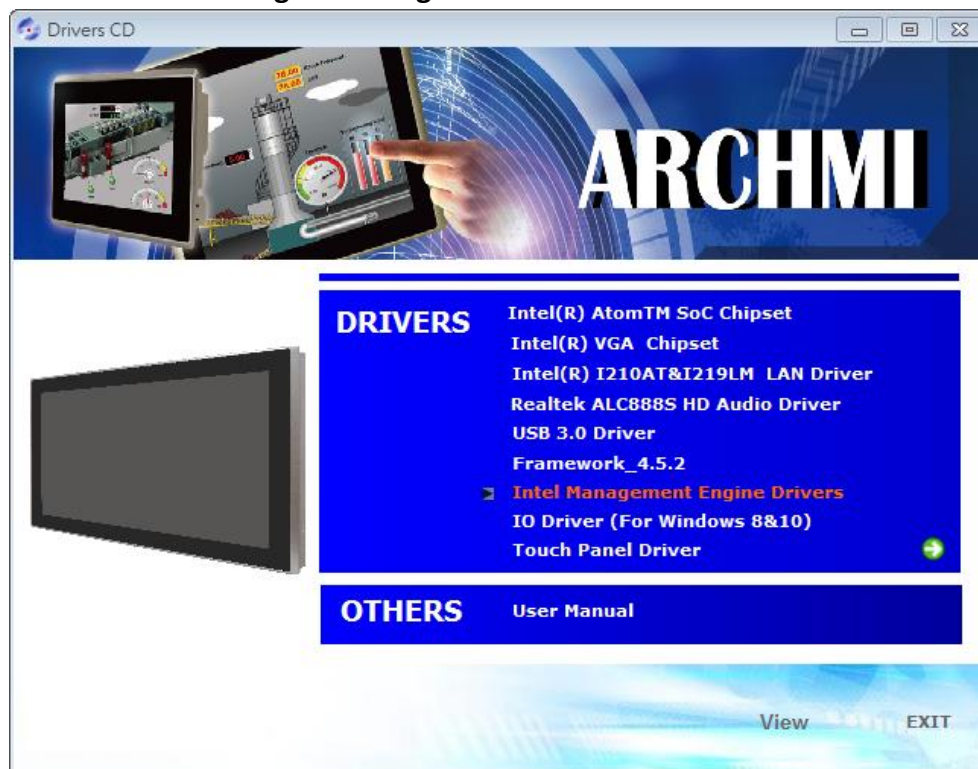 Drivers CD
ARCHMI
DRIVERS
Intel(R) AtomTM SoC Chipset
Intel(R) VGA Chipset
Intel(R) I210AT&I219LM LAN Driver
Realtek ALC888S HD Audio Driver
USB 3.0 Driver
Framework_4.5.2
Intel Management Engine Drivers
IO Driver (For Windows 8&10)
Touch Panel Driver
OTHERS
User Manual
View
EXIT